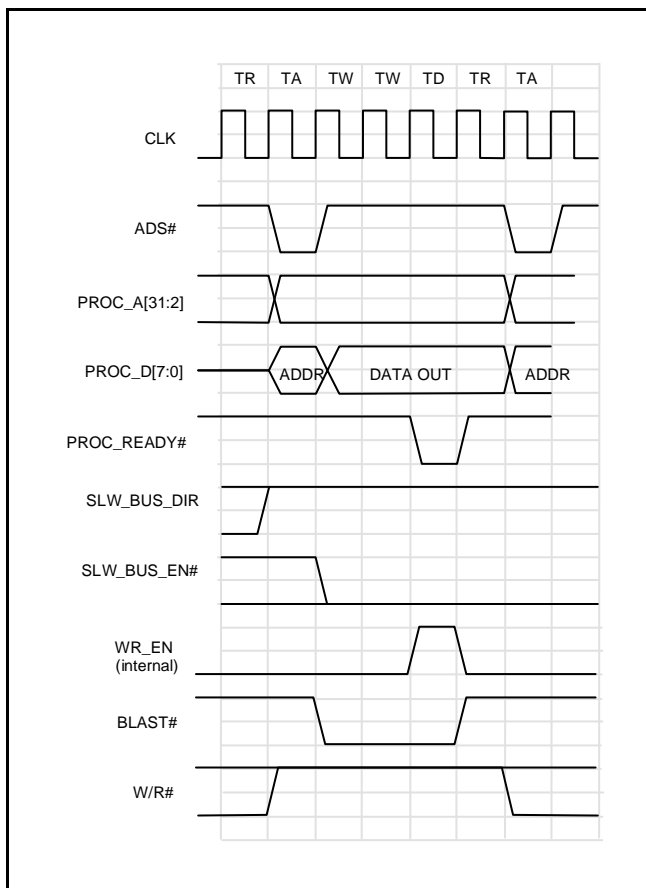 TR TA TW TW TD TR TA
CLK
ADS#
PROC_A[31:2]
PROC_D[7:0] ADDR DATA OUT ADDR
PROC_READY#
SLW_BUS_DIR
SLW_BUS_EN#
WR_EN
(internal)
BLAST#
W/R#